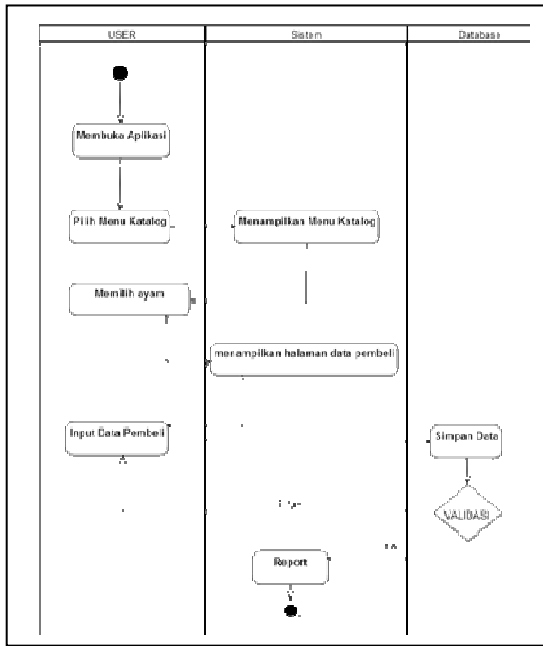 USER
Sistem
Database
Membuka Aplikasi
Pilih Menu Katalog
Menampilkan Menu Katalog
Memilih ayam
menampilkan halaman data pembeli
Input Data Pembeli
Simpan Data
VALIDASI
Report